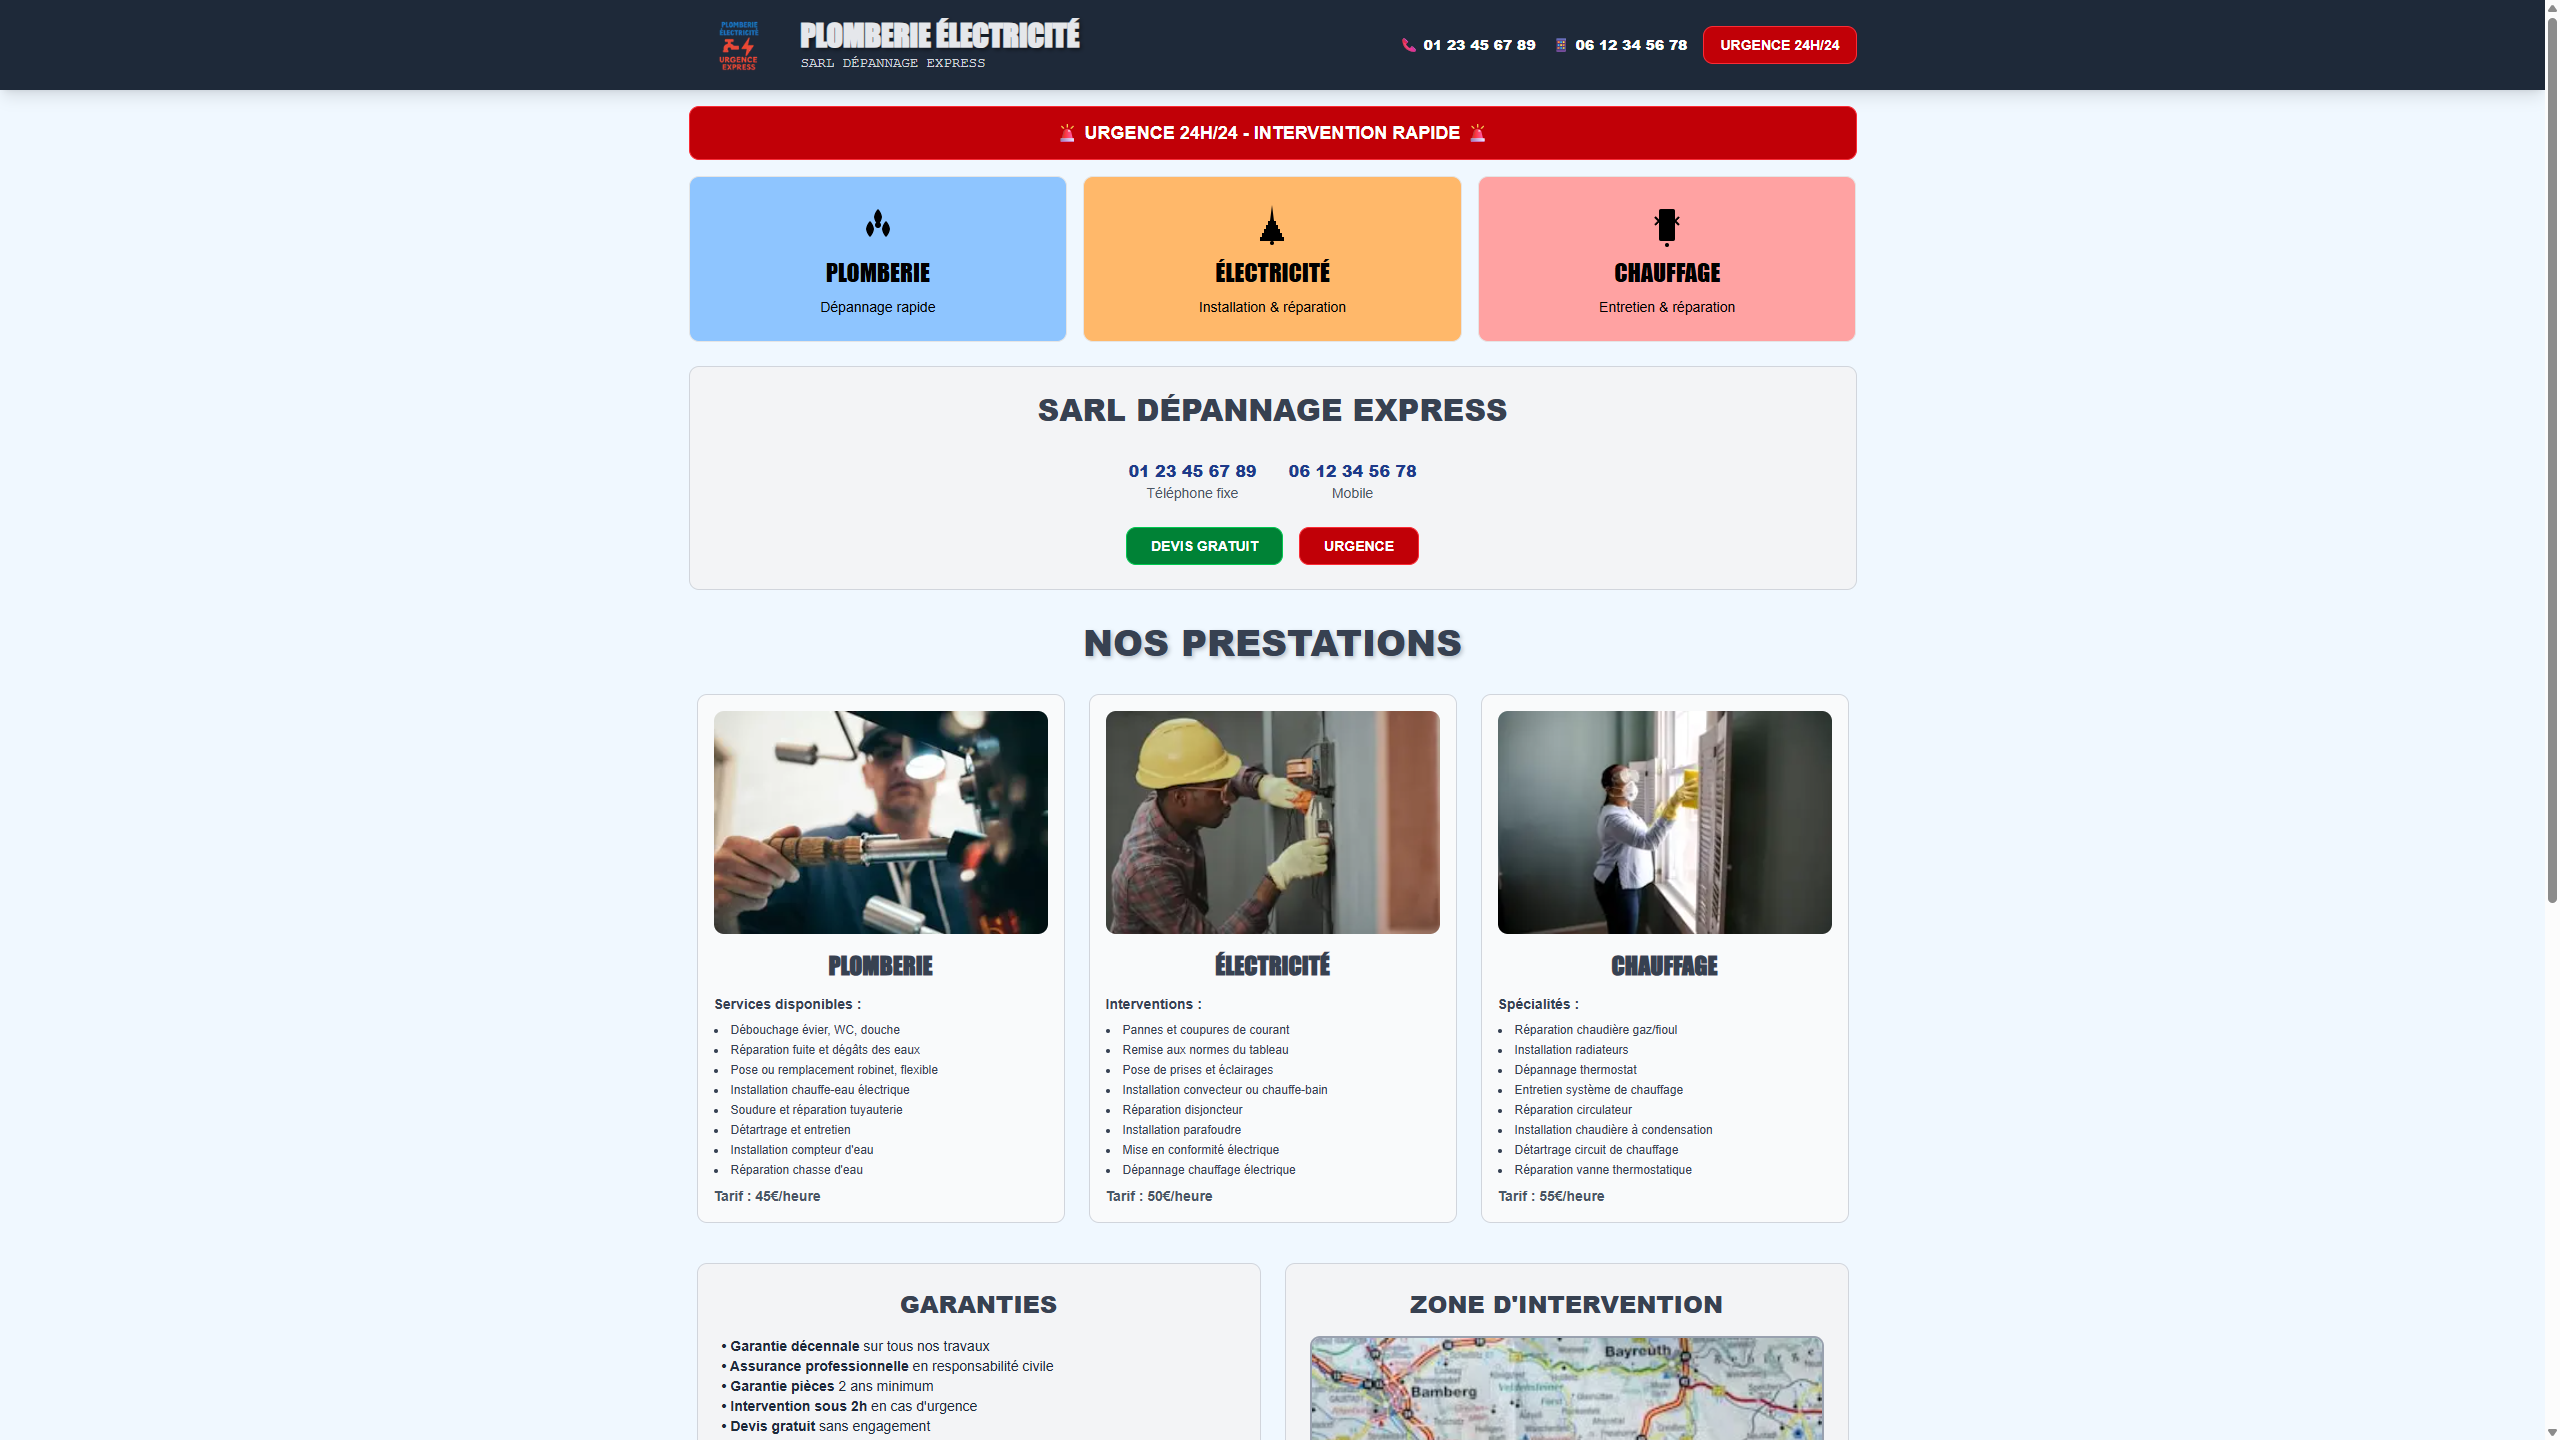 PLOMBERIE
ÉLECTRICITÉ
URGENCE
EXPRESS
PLOMBERIE ÉLECTRICITÉ
SARL DÉPANNAGE EXPRESS
01 23 45 67 89
06 12 34 56 78
URGENCE 24H/24
URGENCE 24H/24 - INTERVENTION RAPIDE
PLOMBERIE
Dépannage rapide
ÉLECTRICITÉ
Installation & réparation
CHAUFFAGE
Entretien & réparation
SARL DÉPANNAGE EXPRESS
01 23 45 67 89
Téléphone fixe
06 12 34 56 78
Mobile
DEVIS GRATUIT
URGENCE
NOS PRESTATIONS
PLOMBERIE
Services disponibles :
• Débouchage évier, WC, douche
• Réparation fuite et dégâts des eaux
• Pose ou remplacement robinet, flexible
• Installation chauffe-eau électrique
• Soudure et réparation tuyauterie
• Détartrage et entretien
• Installation compteur d'eau
• Réparation chasse d'eau
Tarif : 45€/heure
ÉLECTRICITÉ
Interventions :
• Pannes et coupures de courant
• Remise aux normes du tableau
• Pose de prises et éclairages
• Installation convecteur ou chauffe-bain
• Réparation disjoncteur
• Installation parafoudre
• Mise en conformité électrique
• Dépannage chauffage électrique
Tarif : 50€/heure
CHAUFFAGE
Spécialités :
• Réparation chaudière gaz/fioul
• Installation radiateurs
• Dépannage thermostat
• Entretien système de chauffage
• Réparation circulateur
• Installation chaudière à condensation
• Détartrage circuit de chauffage
• Réparation vanne thermostatique
Tarif : 55€/heure
GARANTIES
• Garantie décennale sur tous nos travaux
• Assurance professionnelle en responsabilité civile
• Garantie pièces 2 ans minimum
• Intervention sous 2h en cas d'urgence
• Devis gratuit sans engagement
ZONE D'INTERVENTION
Bayreuth
Bamberg